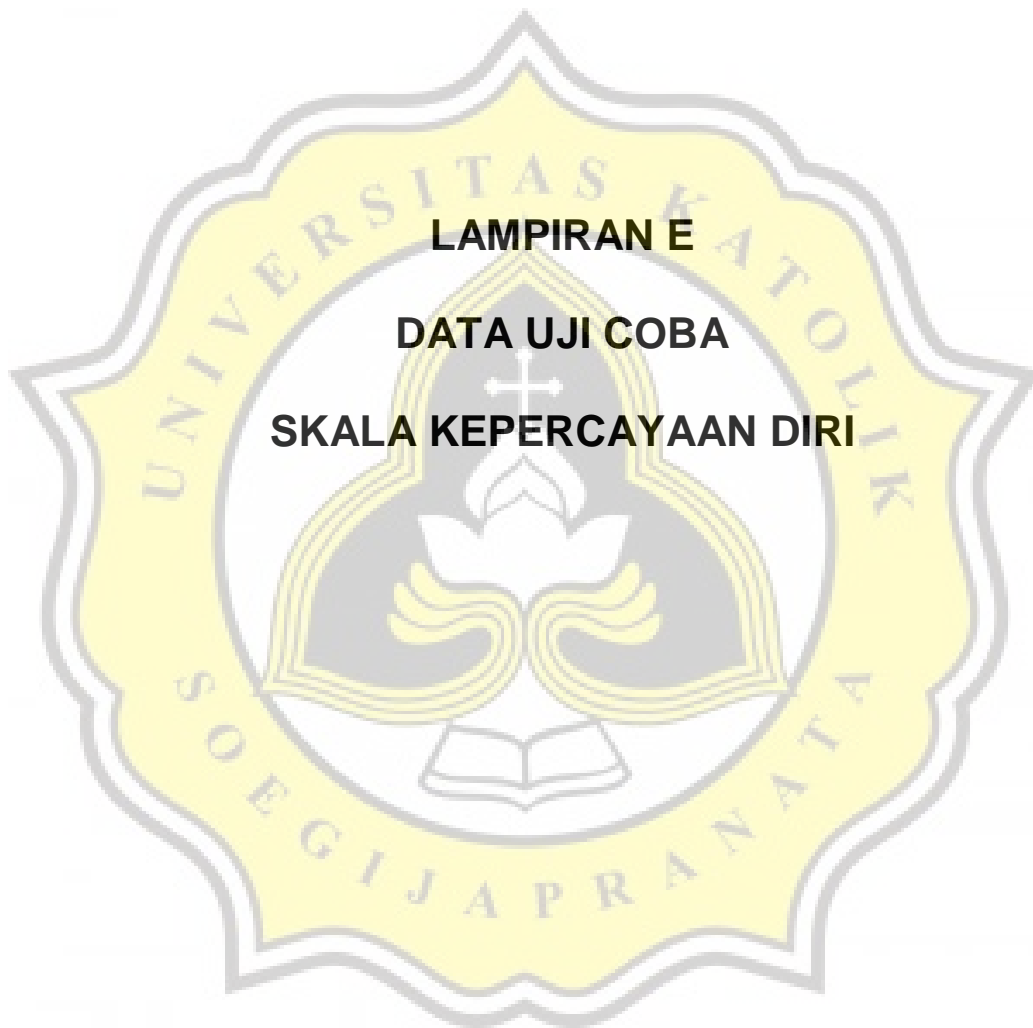 LAMPIRAN E
DATA UJI COBA
SKALA KEPERCAYAAN DIRI
UNIVERSITAS KATOLIK
SOEGIJAPRANATA